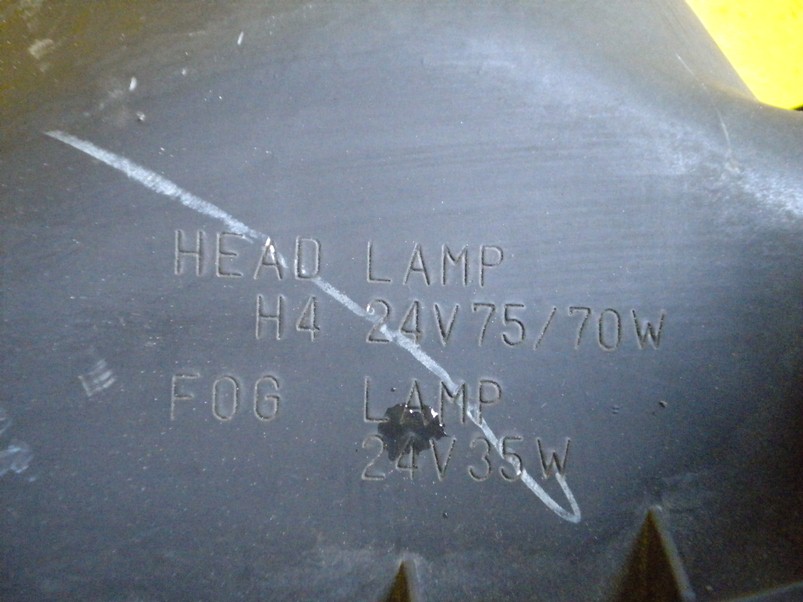 HEAD LAMP
H4 24V75/70W
FOG LAMP
24V35W